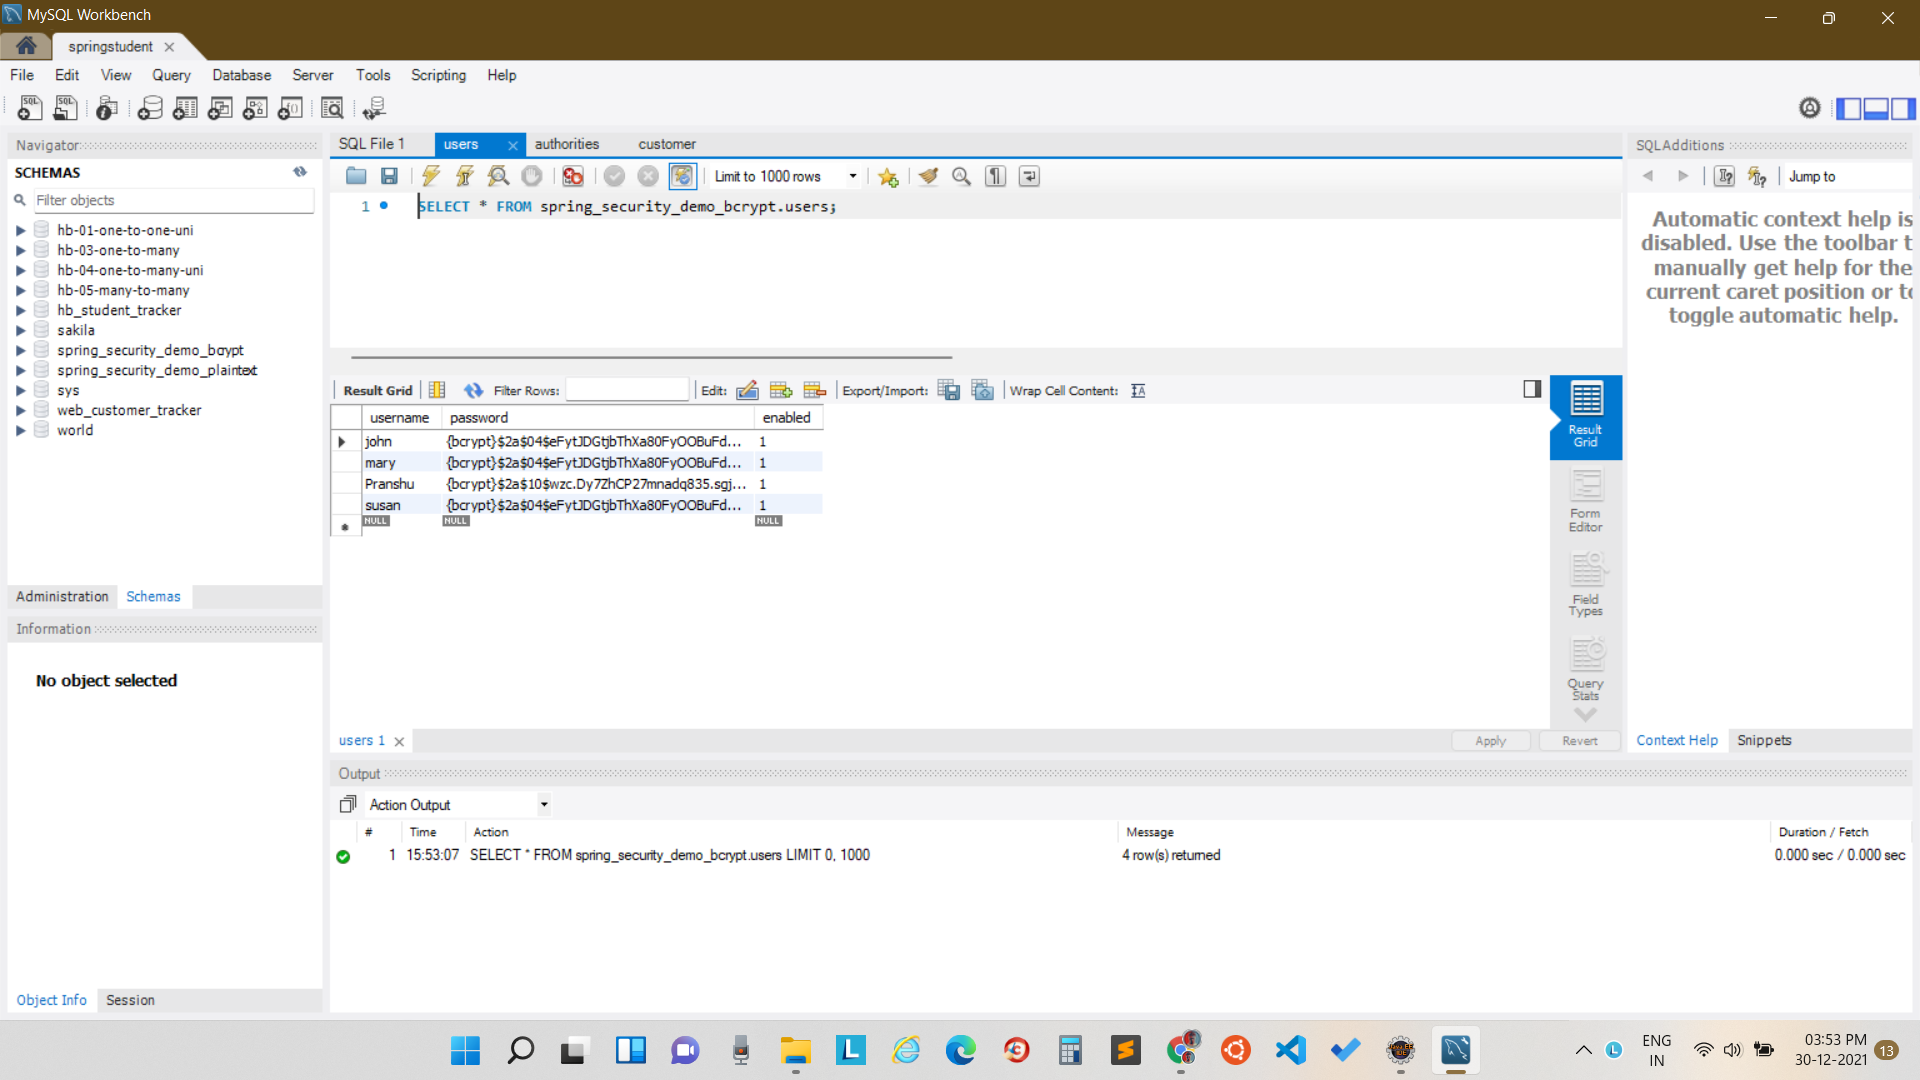 MySQL Workbench
springstudent
File Edit View Query Database Server Tools Scripting Help
Navigator
SCHEMAS
Filter objects
hb-01-one-to-one-uni
hb-03-one-to-many
hb-04-one-to-many-uni
hb-05-many-to-many
hb_student_tracker
sakila
spring_security_demo_bcrypt
spring_security_demo_plaintext
sys
web_customer_tracker
world
Administration Schemas
Information
No object selected
Object Info Session
SQL File 1 users authorities customer
Limit to 1000 rows
1 SELECT * FROM spring_security_demo_bcrypt.users;
Result Grid Filter Rows: Edit: Export/Import: Wrap Cell Content:
username password enabled
john {bcrypt}$2a$04$eFytJDGtjbThXa80FyOOBuFd... 1
mary {bcrypt}$2a$04$eFytJDGtjbThXa80FyOOBuFd... 1
Pranshu {bcrypt}$2a$10$wzc.Dy7ZhCP27mnadq835.sgj... 1
susan {bcrypt}$2a$04$eFytJDGtjbThXa80FyOOBuFd... 1
NULL NULL NULL
Result
Grid
Form
Editor
Field
Types
Query
Stats
users 1
Apply Revert
SQLAdditions
Jump to
Automatic context help is
disabled. Use the toolbar t
manually get help for the
current caret position or to
toggle automatic help.
Context Help Snippets
Output
Action Output
# Time Action Message Duration / Fetch
1 15:53:07 SELECT * FROM spring_security_demo_bcrypt.users LIMIT 0, 1000 4 row(s) returned 0.000 sec / 0.000 sec
ENG
IN
03:53 PM
30-12-2021
13